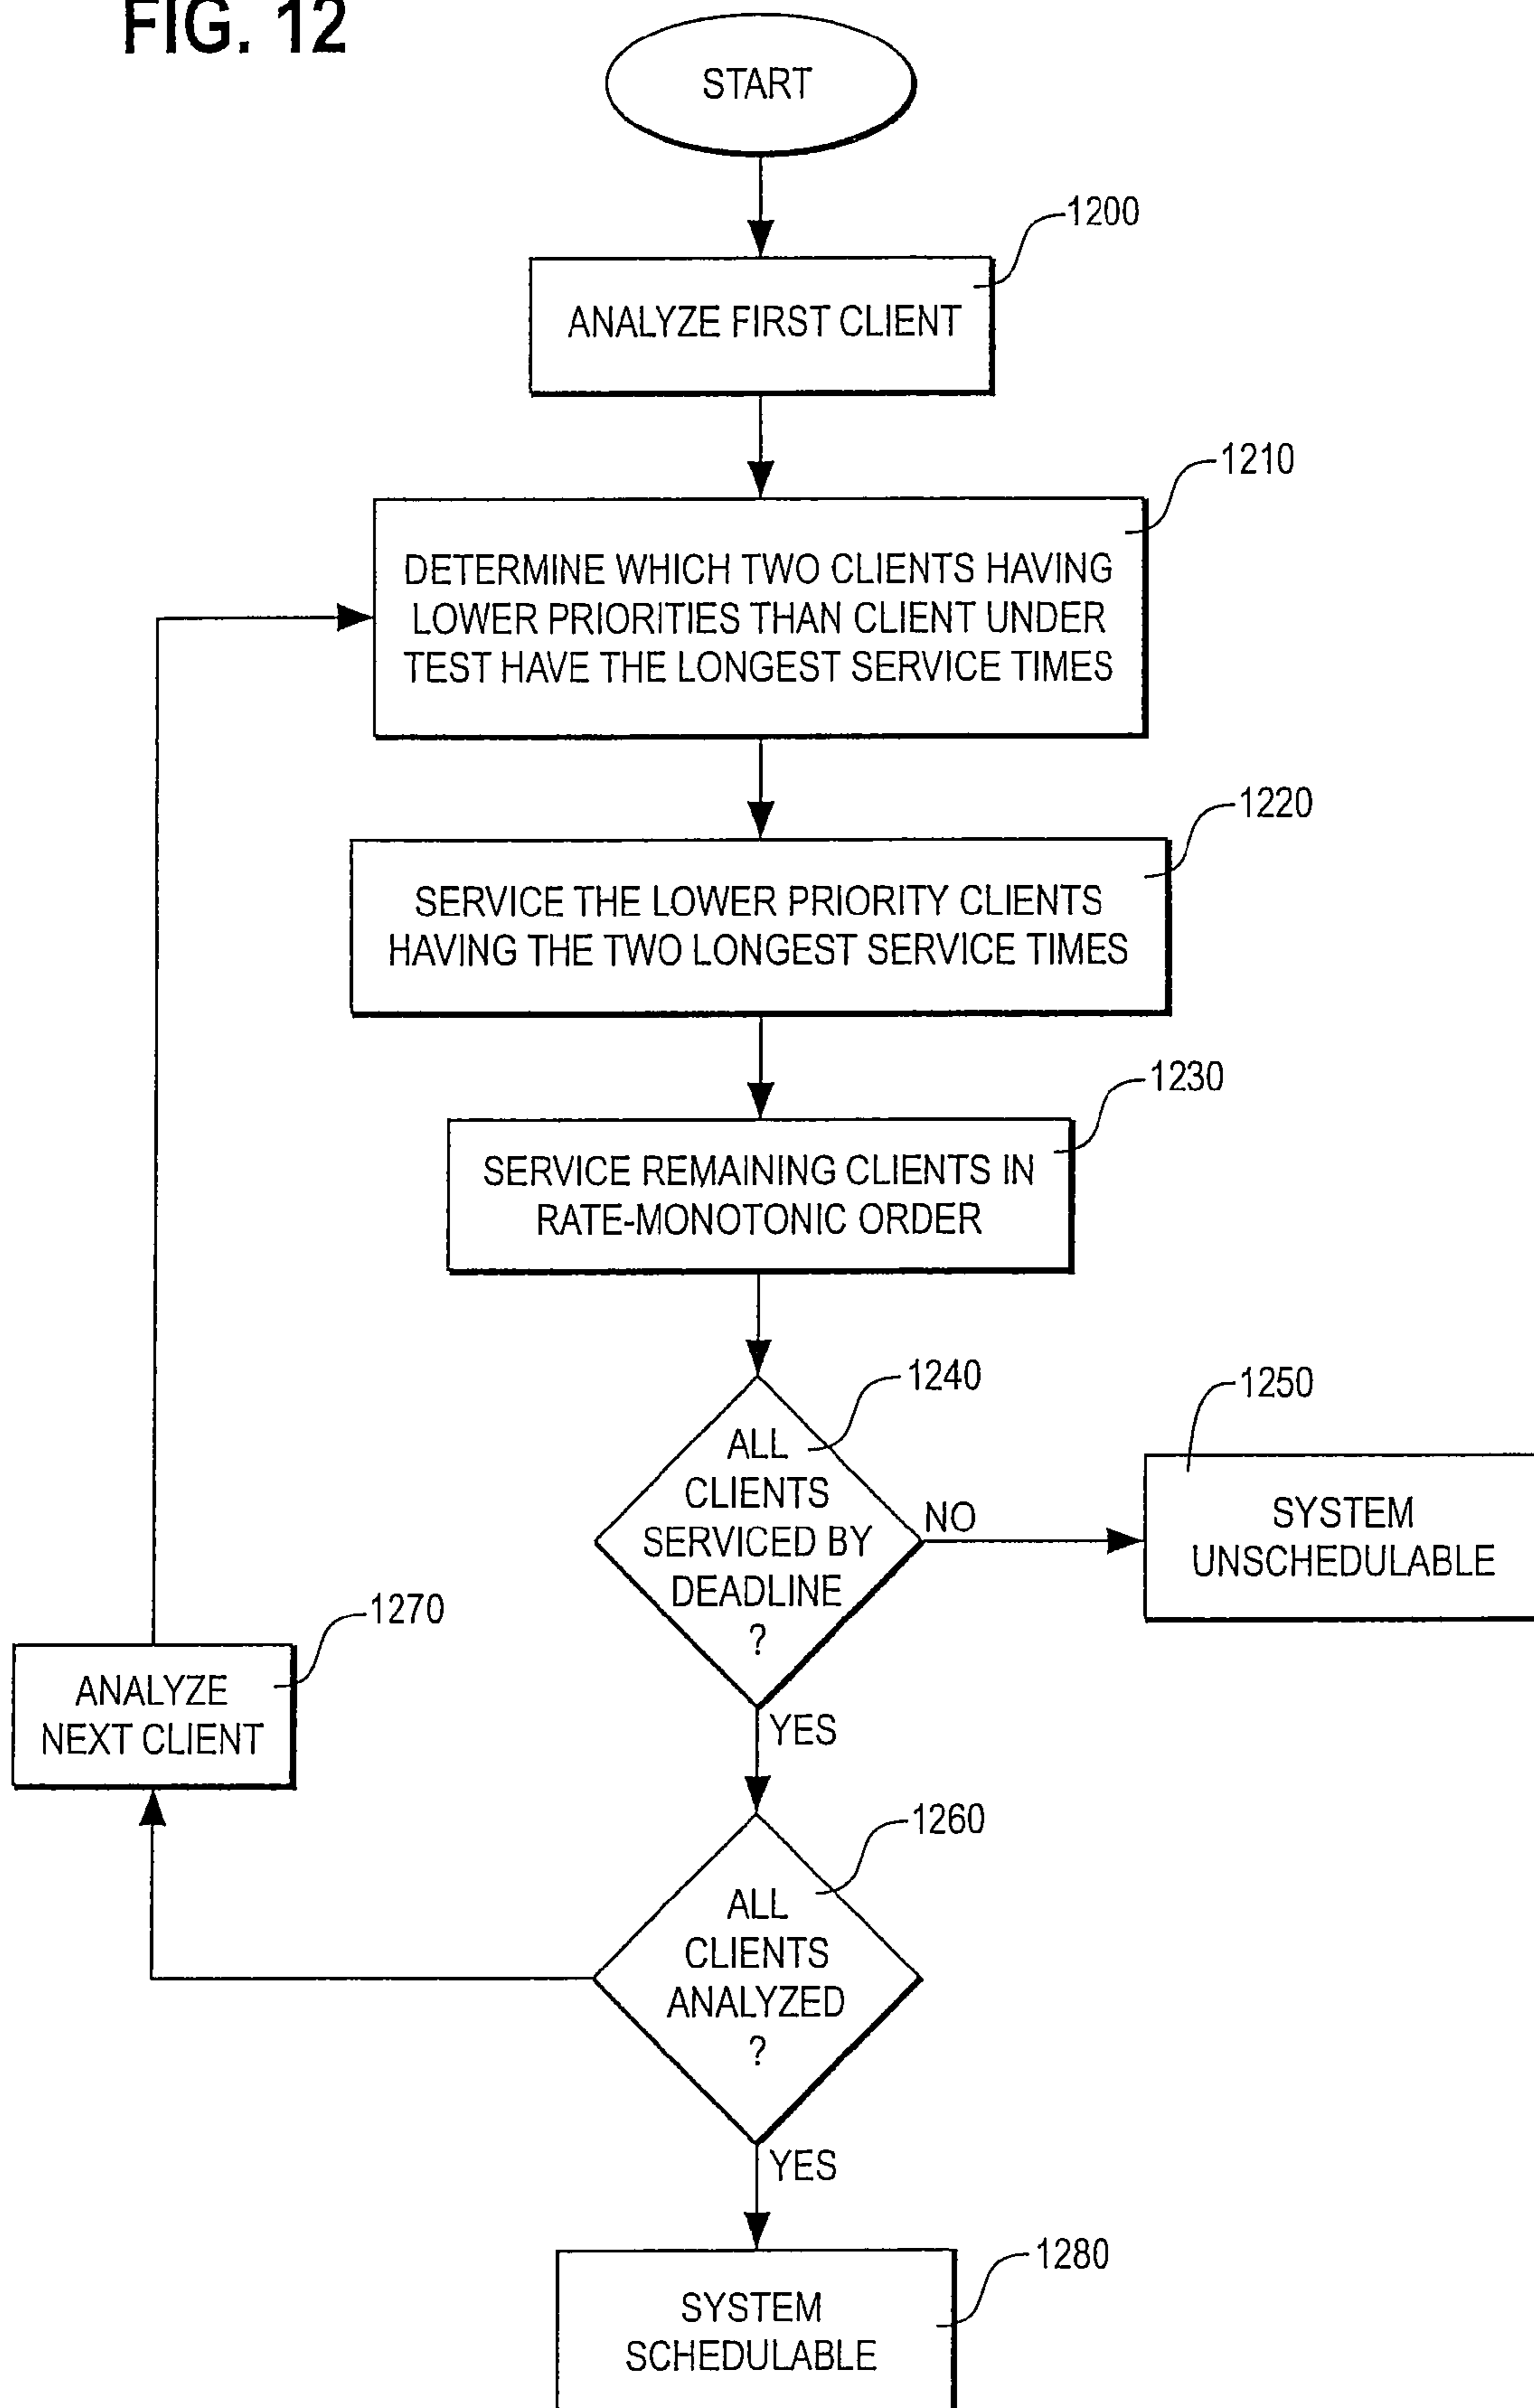 FIG. 12
START
1200
ANALYZE FIRST CLIENT
1210
DETERMINE WHICH TWO CLIENTS HAVING
LOWER PRIORITIES THAN CLIENT UNDER
TEST HAVE THE LONGEST SERVICE TIMES
1220
SERVICE THE LOWER PRIORITY CLIENTS
HAVING THE TWO LONGEST SERVICE TIMES
1230
SERVICE REMAINING CLIENTS IN
RATE-MONOTONIC ORDER
1240
ALL
CLIENTS
SERVICED BY
DEADLINE
?
NO
1250
SYSTEM
UNSCHEDULABLE
YES
1270
ANALYZE
NEXT CLIENT
1260
ALL
CLIENTS
ANALYZED
?
YES
1280
SYSTEM
SCHEDULABLE